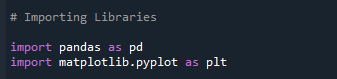 # Importing Libraries
import pandas as pd
import matplotlib.pyplot as plt